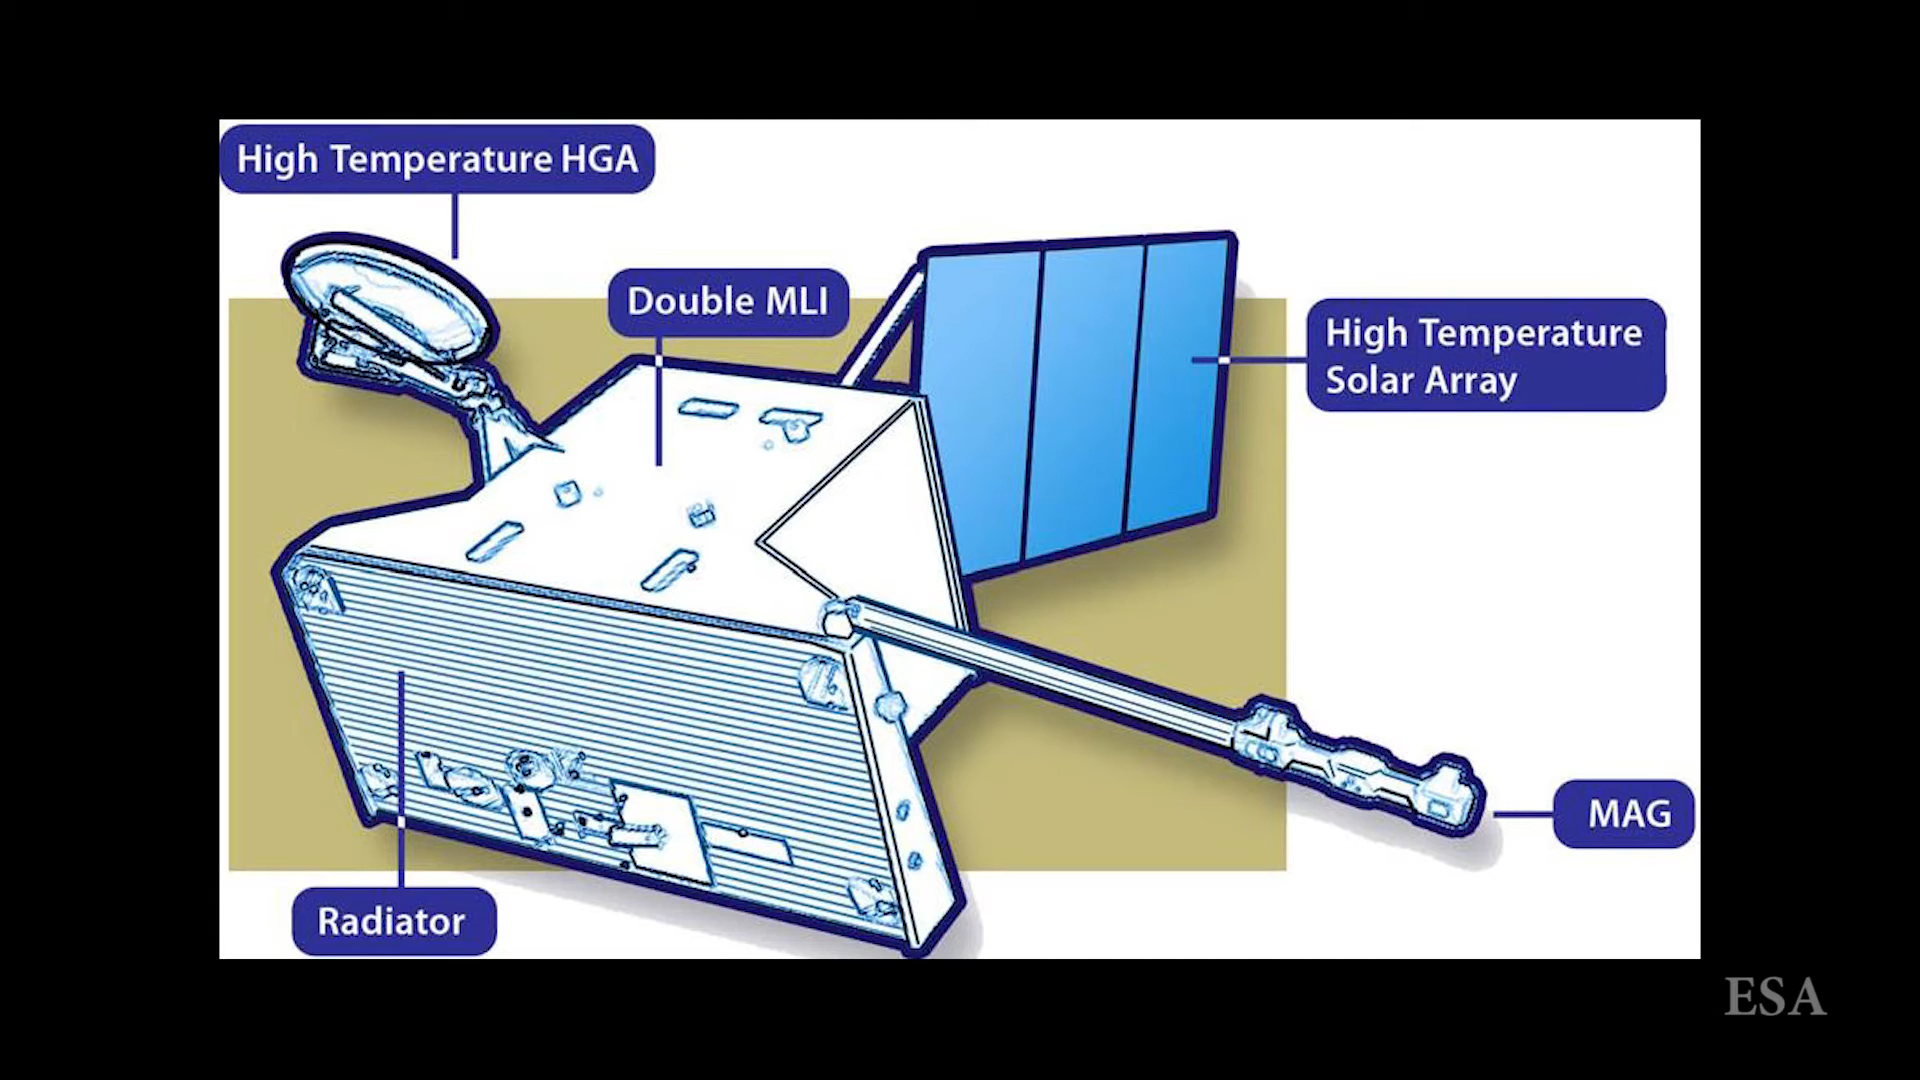 High Temperature HGA
Double MLI
High Temperature
Solar Array
MAG
Radiator
ESA